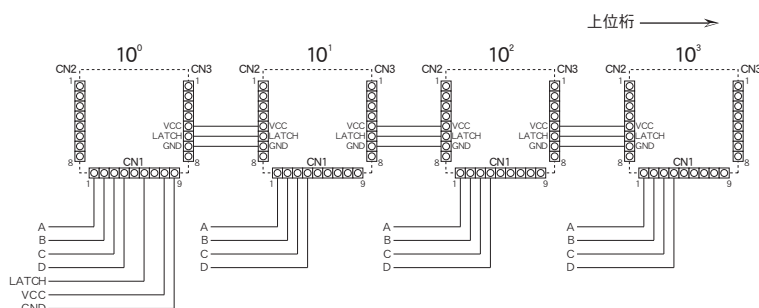 上位桁
10⁰ 10¹ 10² 10³
CN2 CN3 CN2 CN3 CN2 CN3 CN2 CN3
1 1 1 1 1 1 1 1
VCC VCC VCC VCC VCC VCC
LATCH LATCH LATCH LATCH LATCH LATCH
GND GND GND GND GND GND
8 8 8 8 8 8 8 8
CN1 CN1 CN1 CN1
1 9 1 9 1 9 1 9
A A A A
B B B B
C C C C
D D D D
LATCH
VCC
GND